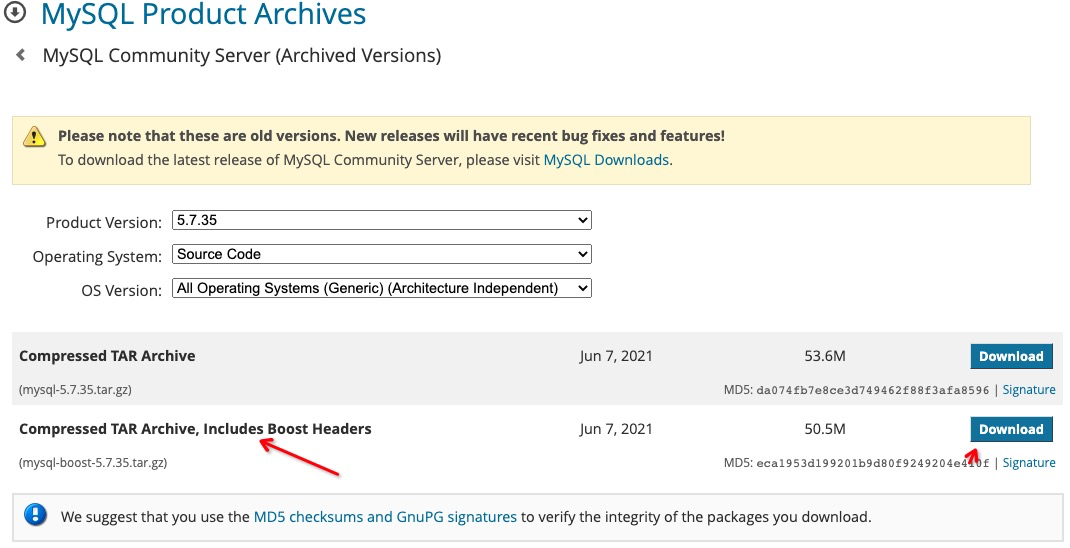 MySQL Product Archives
MySQL Community Server (Archived Versions)
Please note that these are old versions. New releases will have recent bug fixes and features!
To download the latest release of MySQL Community Server, please visit MySQL Downloads.
Product Version: 5.7.35
Operating System: Source Code
OS Version: All Operating Systems (Generic) (Architecture Independent)
Compressed TAR Archive Jun 7, 2021 53.6M Download
(mysql-5.7.35.tar.gz) MD5: da074fb7e8ce3d749462f88f3afa8596 | Signature
Compressed TAR Archive, Includes Boost Headers Jun 7, 2021 50.5M Download
(mysql-boost-5.7.35.tar.gz) MD5: | Signature
We suggest that you use the MD5 checksums and GnuPG signatures to verify the integrity of the packages you download.